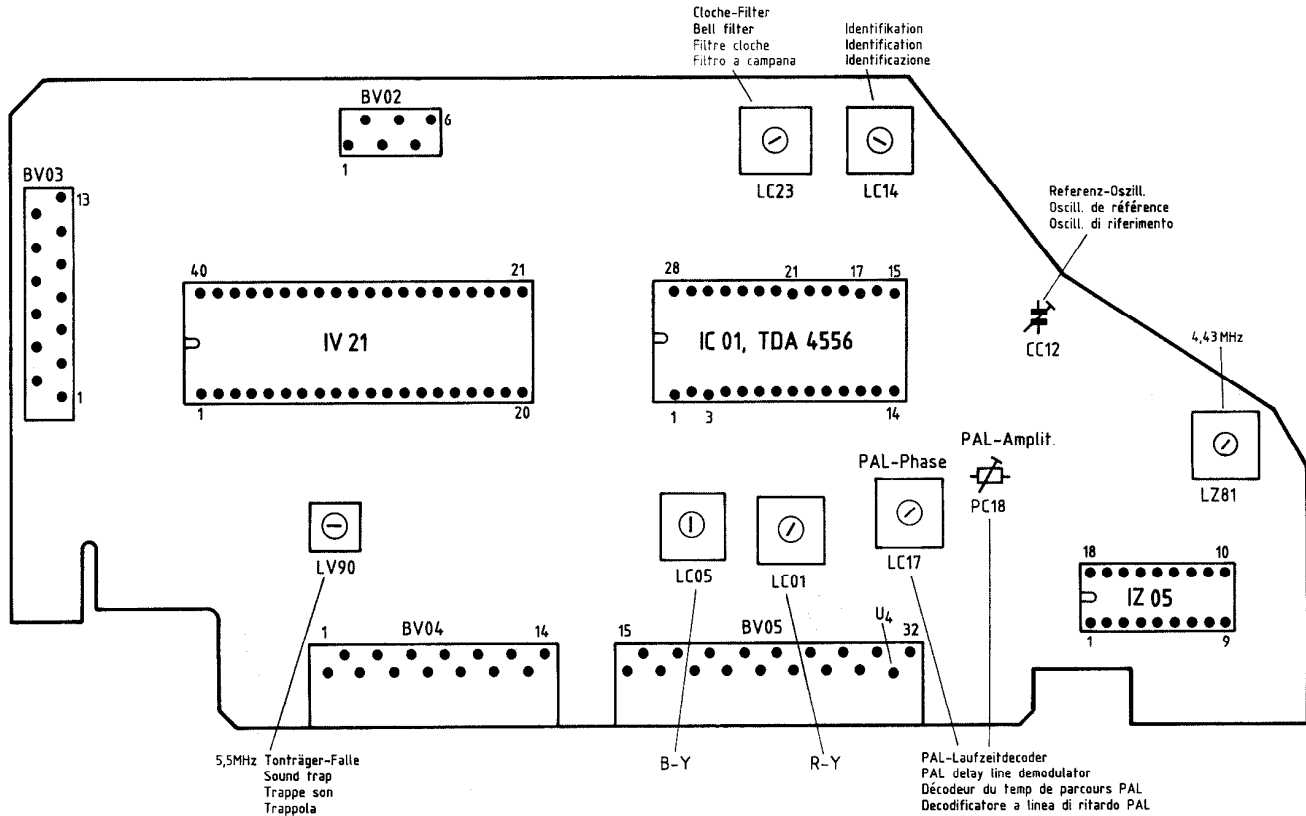 Cloche-Filter
Bell filter
Filtre cloche
Filtro a campana
Identifikation
Identification
Identificazione
BV02
6
1
BV03
13
1
LC23
LC14
Referenz-Oszill.
Oscill. de référence
Oscill. di riferimento
CC12
40
21
IV 21
1
20
28
21
17
15
IC 01, TDA 4556
1
3
14
4,43MHz
LZ81
PAL-Amplit.
PC18
PAL-Phase
LC17
LV90
LC05
LC01
18
10
IZ 05
1
9
1
BV04
14
15
BV05
U4
32
5,5MHz Tonträger-Falle
Sound trap
Trappe son
Trappola
B-Y
R-Y
PAL-Laufzeitdecoder
PAL delay line demodulator
Décodeur du temp de parcours PAL
Decodificatore a linea di ritardo PAL